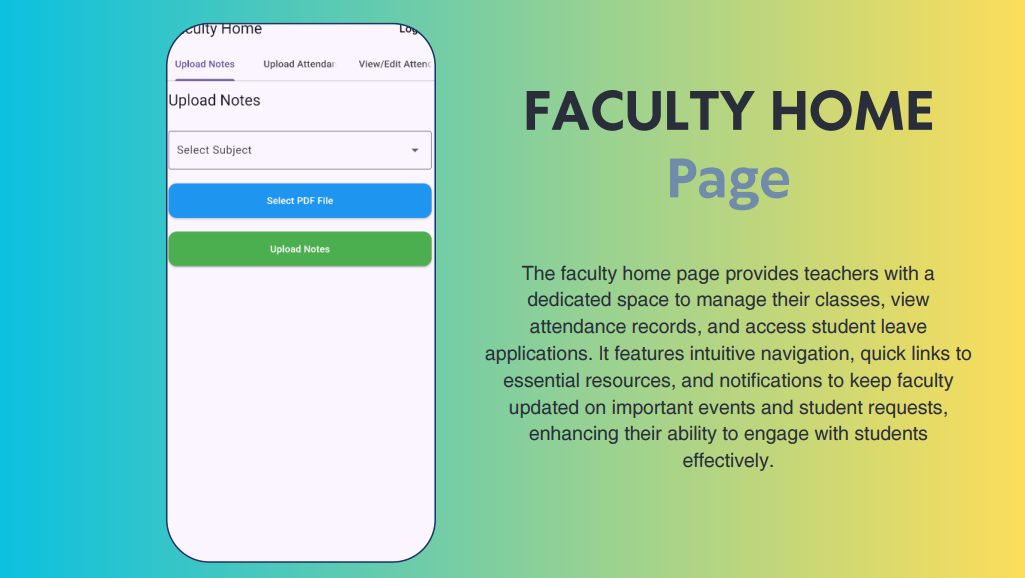 culty Home
Log
Upload Notes
Upload Attendan
View/Edit Attend
Upload Notes
Select Subject
Select PDF File
Upload Notes
FACULTY HOME
Page
The faculty home page provides teachers with a
dedicated space to manage their classes, view
attendance records, and access student leave
applications. It features intuitive navigation, quick links to
essential resources, and notifications to keep faculty
updated on important events and student requests,
enhancing their ability to engage with students
effectively.